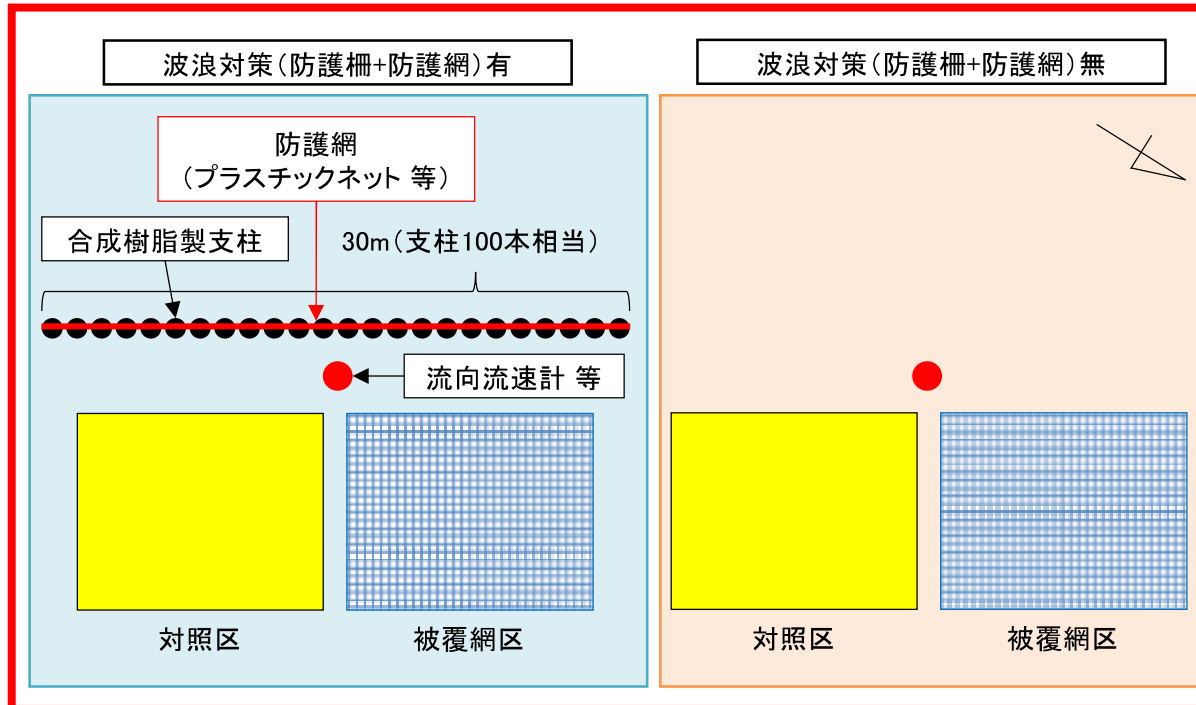 波浪対策(防護柵+防護網)有
波浪対策(防護柵+防護網)無
防護網
(プラスチックネット 等)
合成樹脂製支柱
30m(支柱100本相当)
流向流速計 等
対照区
被覆網区
対照区
被覆網区